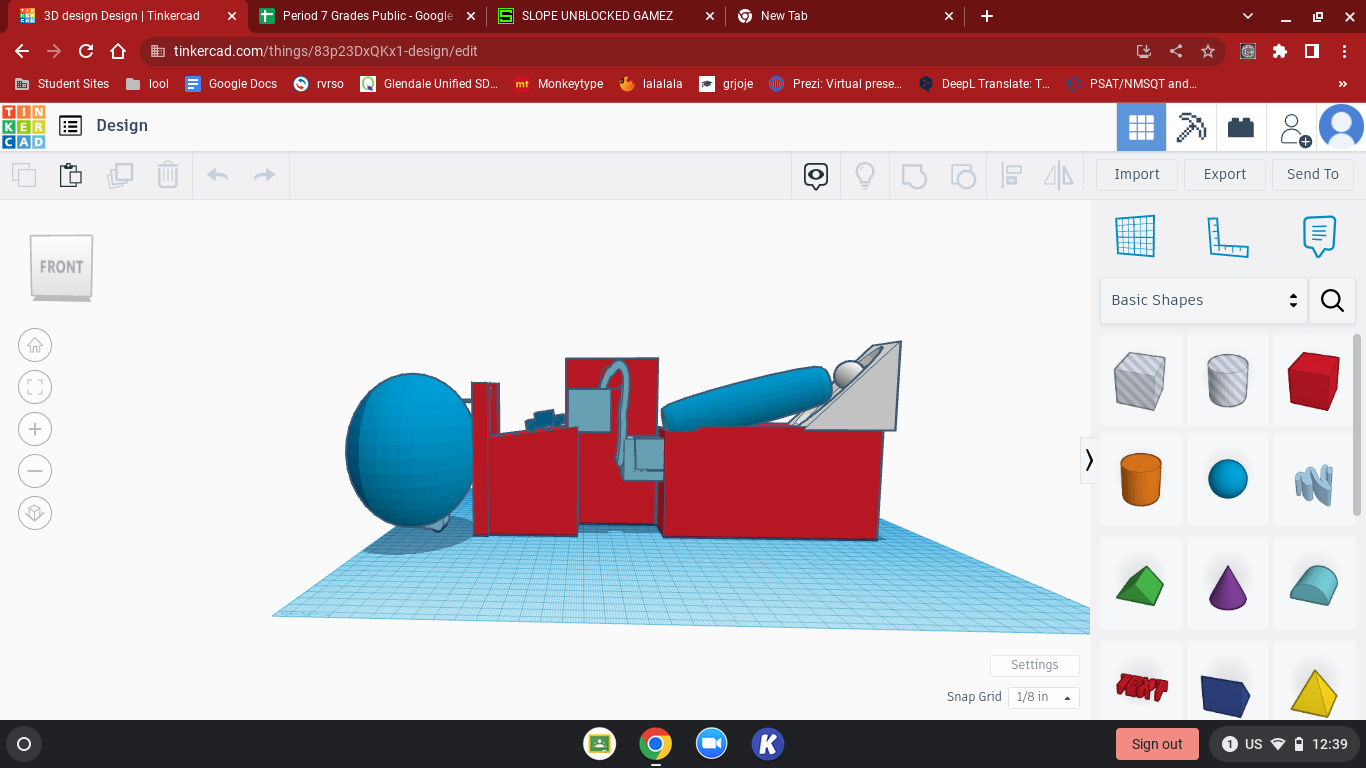 3D design Design | Tinkercad
Period 7 Grades Public - Google
SLOPE UNBLOCKED GAMEZ
New Tab
tinkercad.com/things/83p23DxQKx1-design/edit
Student Sites
lool
Google Docs
rvrso
Glendale Unified SD...
mt
Monkeytype
lalalala
grjoje
Prezi: Virtual prese...
DeepL Translate: T...
PSAT/NMSQT and...
»
TIN
KER
CAD
Design
Import
Export
Send To
FRONT
Basic Shapes
TEXT
Settings
Snap Grid
1/8 in
K
Sign out
1
US
12:39